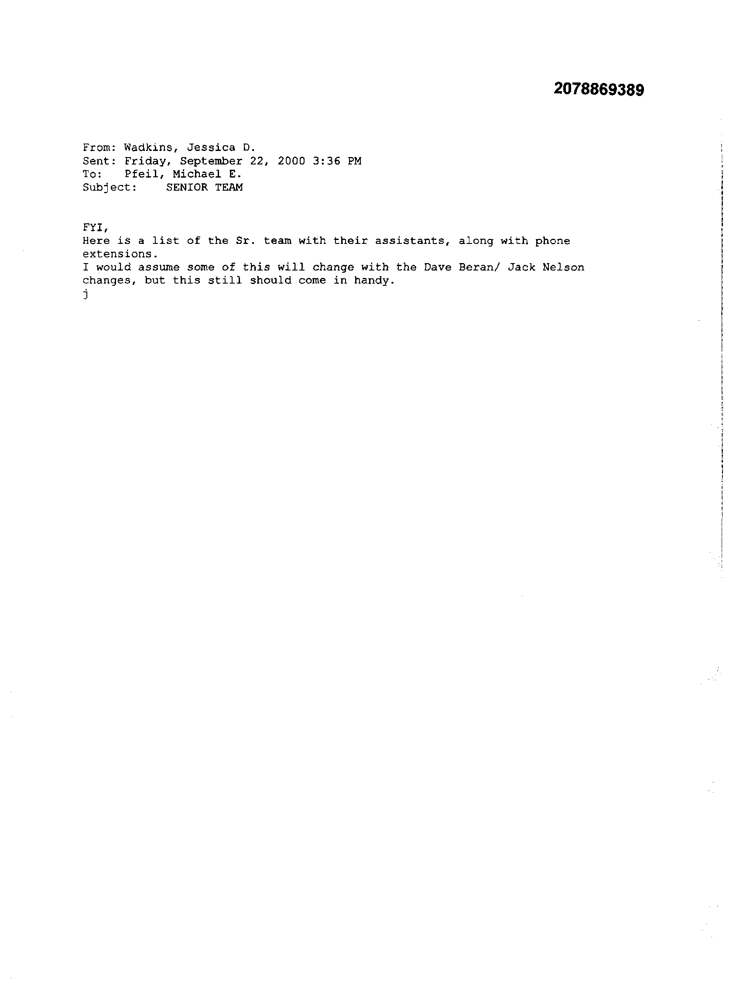 2078869389
From: Wadkins, Jessica D.
Sent: Friday, September 22, 2000 3:36 PM
To: Pfeil, Michael E.
Subject: SENIOR TEAM
FYI,
Here is a list of the Sr. team with their assistants, along with phone
extensions.
I would assume some of this will change with the Dave Beran/ Jack Nelson
changes, but this still should come in handy.
j